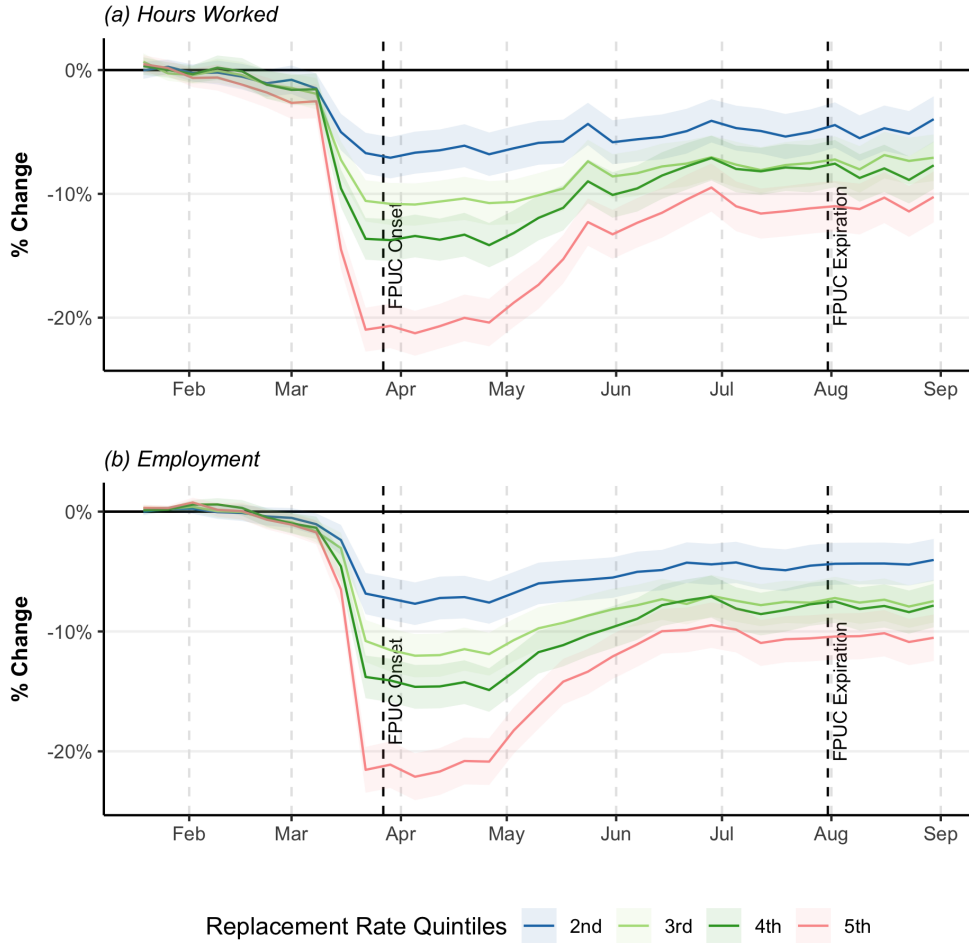 (a) Hours Worked
% Change
0%
-10%
-20%
FPUC Onset
FPUC Expiration
Feb Mar Apr May Jun Jul Aug Sep
(b) Employment
% Change
0%
-10%
-20%
FPUC Onset
FPUC Expiration
Feb Mar Apr May Jun Jul Aug Sep
Replacement Rate Quintiles 2nd 3rd 4th 5th